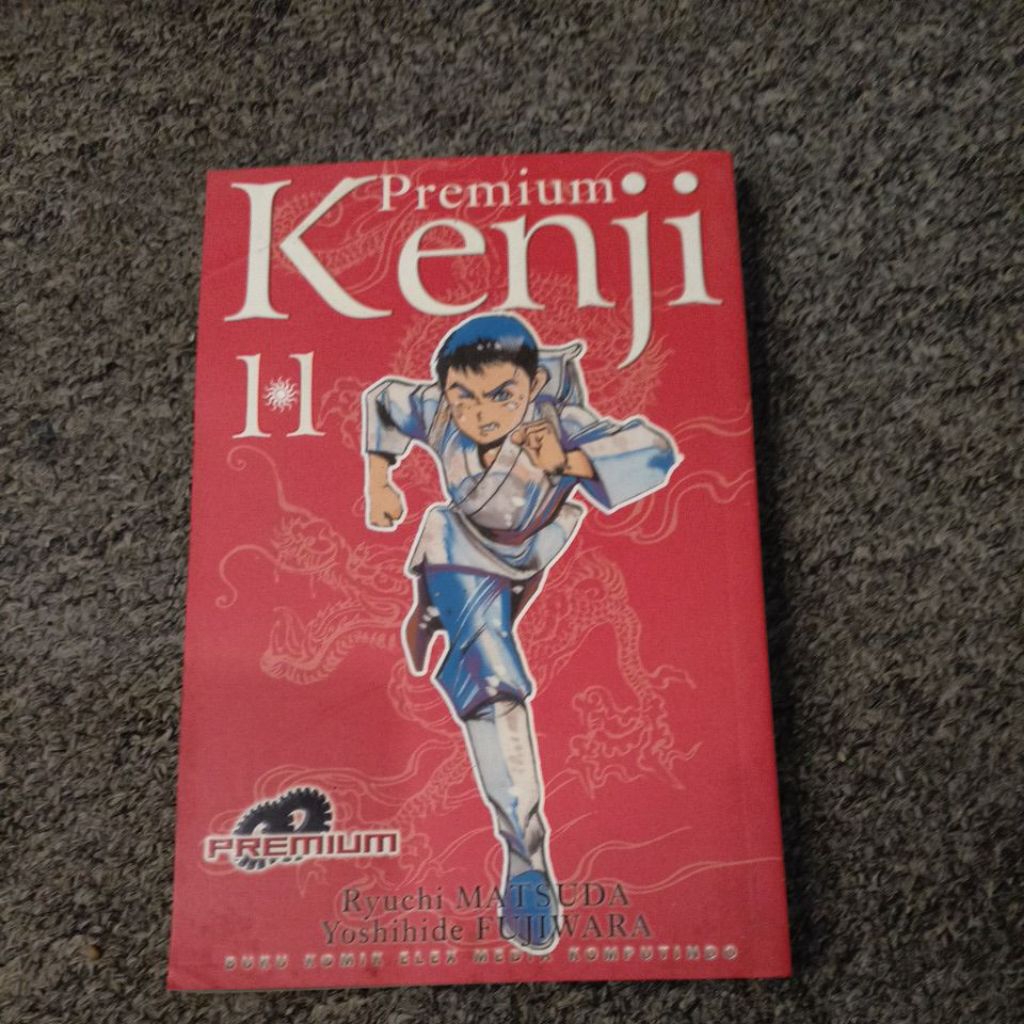 Premium
Kenji
11
PREMIUM
Ryuchi MATSUDA
Yoshihide FUJIWARA
BUKU KOMIK ELEX MEDIA KOMPUTINDO